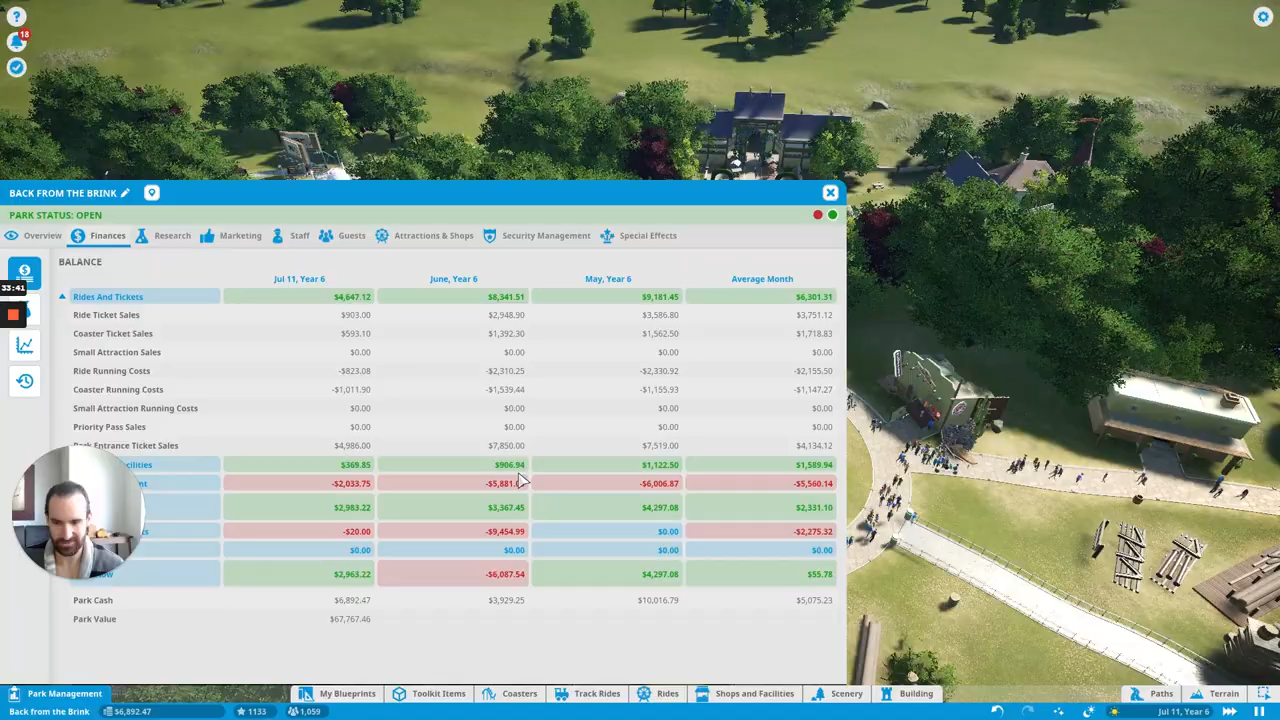 ?
18
BACK FROM THE BRINK
PARK STATUS: OPEN
Overview Finances Research Marketing Staff Guests Attractions & Shops Security Management Special Effects
BALANCE
33:41
Jul 11, Year 6 June, Year 6 May, Year 6 Average Month
Rides And Tickets $4,647.12 $8,341.51 $9,181.45 $6,301.31
Ride Ticket Sales $903.00 $2,948.90 $3,586.80 $3,751.12
Coaster Ticket Sales $593.10 $1,392.30 $1,562.50 $1,718.83
Small Attraction Sales $0.00 $0.00 $0.00 $0.00
Ride Running Costs -$823.08 -$2,310.25 -$2,330.92 -$2,155.50
Coaster Running Costs -$1,011.90 -$1,539.44 -$1,155.93 -$1,147.27
Small Attraction Running Costs $0.00 $0.00 $0.00 $0.00
Priority Pass Sales $0.00 $0.00 $0.00 $0.00
Entrance Ticket Sales $4,986.00 $7,850.00 $7,519.00 $4,134.12
$369.85 $906.94 $1,122.50 $1,589.94
-$2,033.75 -$5,881. -$6,006.87 -$5,560.14
$2,983.22 $3,367.45 $4,297.08 $2,331.10
-$20.00 -$9,454.99 $0.00 -$2,275.32
$0.00 $0.00 $0.00 $0.00
$2,963.22 -$6,087.54 $4,297.08 $55.78
Park Cash $6,892.47 $3,929.25 $10,016.79 $5,075.23
Park Value $67,767.46
Park Management My Blueprints Toolkit Items Coasters Track Rides Rides Shops and Facilities Scenery Building Paths Terrain
Back from the Brink $6,892.47 1133 1,059 Jul 11, Year 6